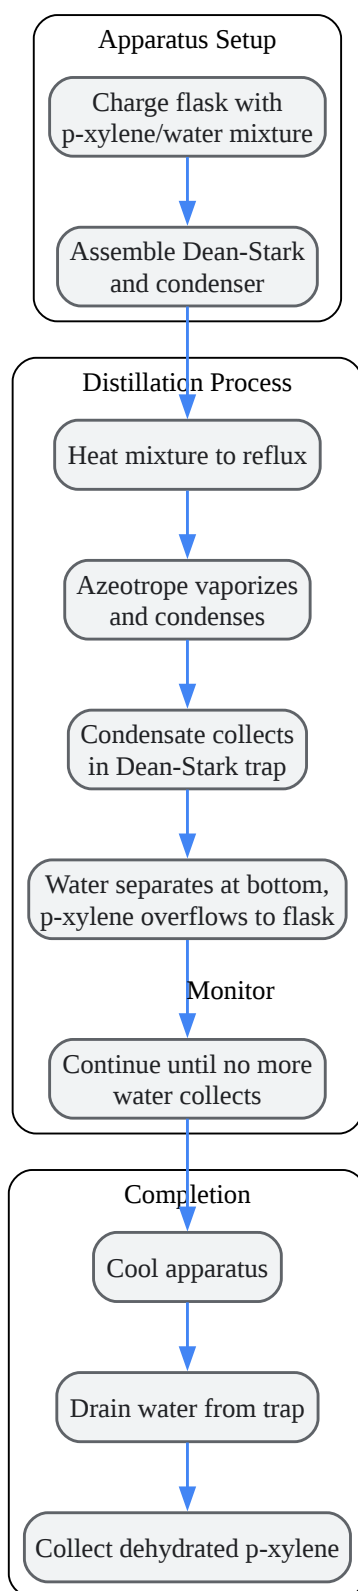 Apparatus Setup
Charge flask with
p-xylene/water mixture
Assemble Dean-Stark
and condenser
Distillation Process
Heat mixture to reflux
Azeotrope vaporizes
and condenses
Condensate collects
in Dean-Stark trap
Water separates at bottom,
p-xylene overflows to flask
Monitor
Continue until no more
water collects
Completion
Cool apparatus
Drain water from trap
Collect dehydrated p-xylene